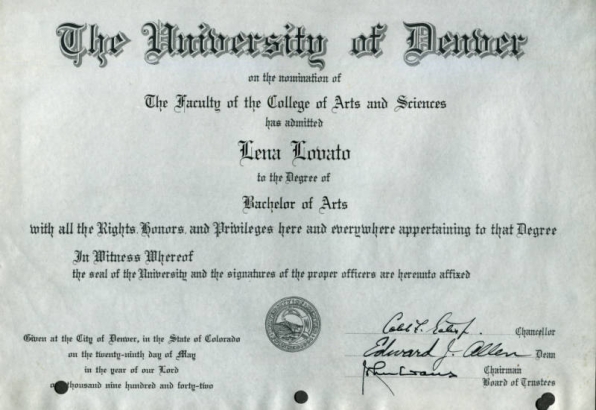 The University of Denver
on the nomination of
The Faculty of the College of Arts and Sciences
has admitted
Lena Lovato
to the Degree of
Bachelor of Arts
with all the Rights, Honors, and Privileges here and everywhere appertaining to that Degree
In Witness Whereof
the seal of the University and the signatures of the proper officers are hereunto affixed
Given at the City of Denver, in the State of Colorado
on the twenty-ninth day of May
in the year of our Lord
thousand nine hundred and forty-two
Chancellor
Edward J. Allen Dean
John Evans Chairman
Board of Trustees